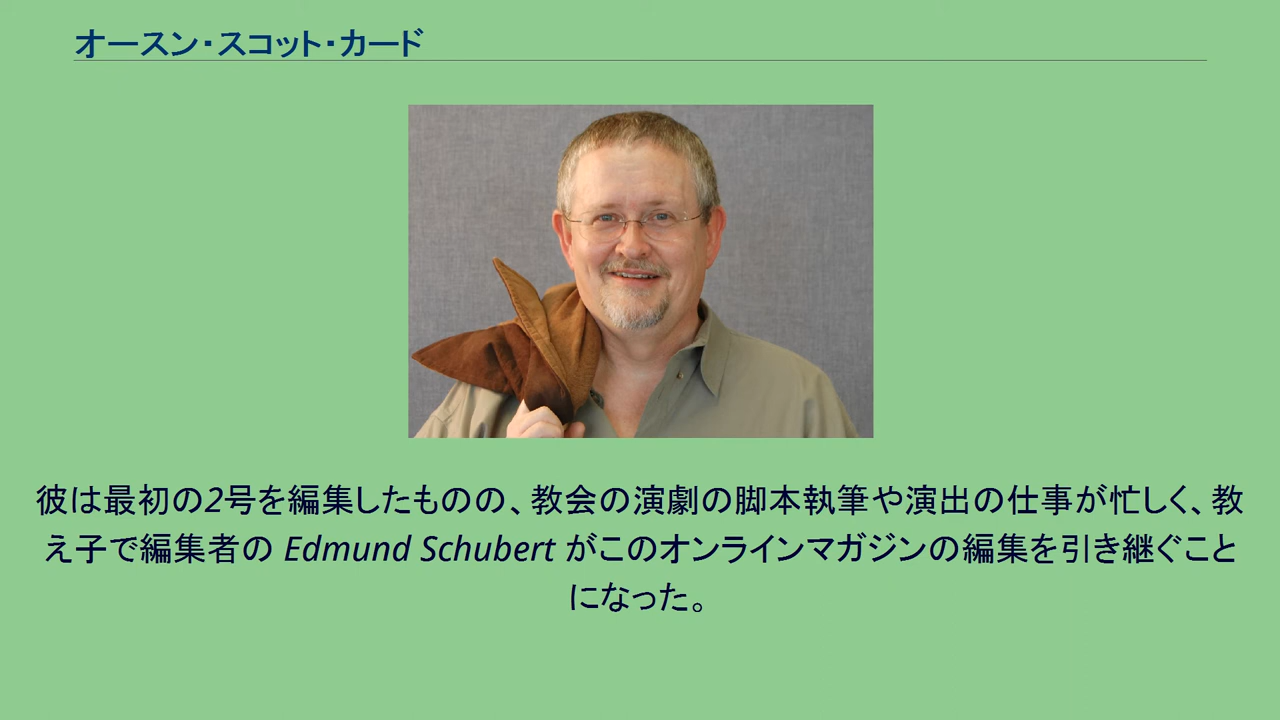 オースン・スコット・カード
彼は最初の2号を編集したものの、教会の演劇の脚本執筆や演出の仕事が忙しく、教
え子で編集者の Edmund Schubert がこのオンラインマガジンの編集を引き継ぐこと
になった。